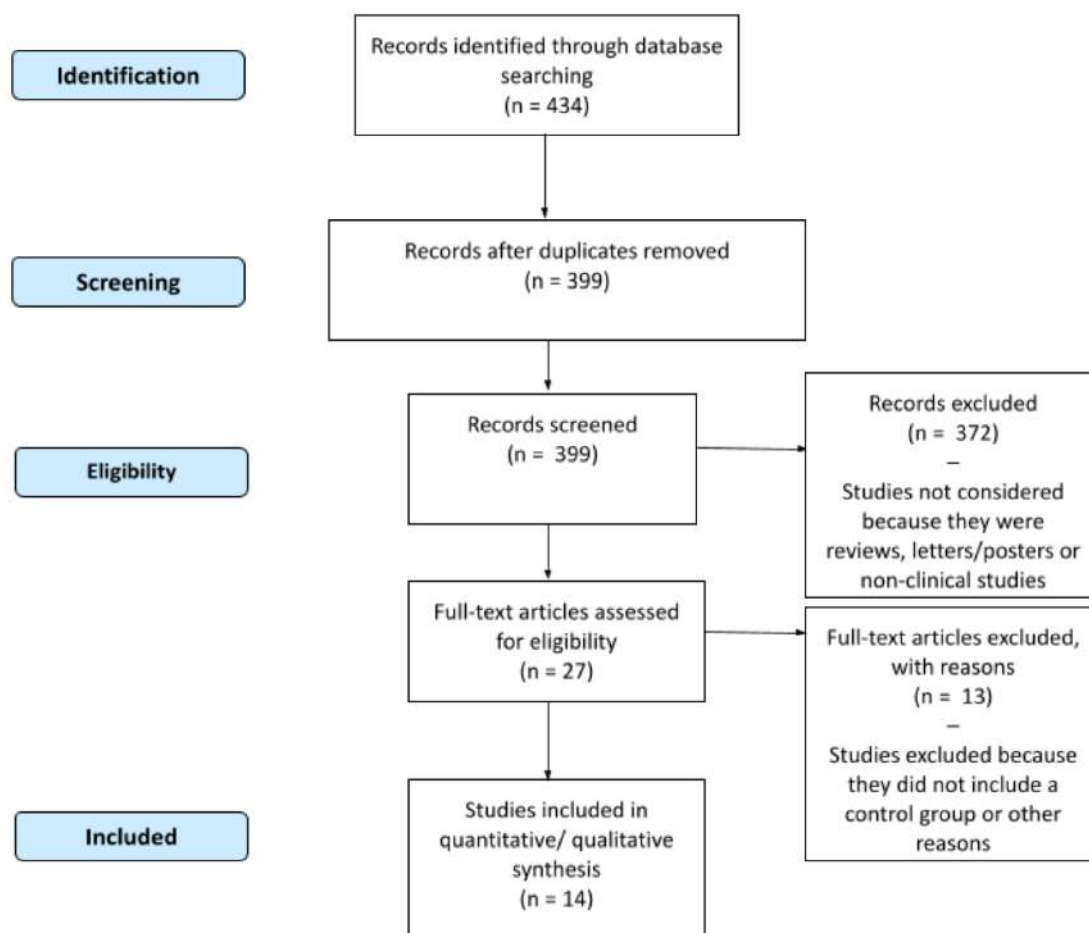 Identification
Records identified through database
searching
(n = 434)
Screening
Records after duplicates removed
(n = 399)
Eligibility
Records screened
(n = 399)
Records excluded
(n = 372)
–
Studies not considered
because they were
reviews, letters/posters or
non-clinical studies
Full-text articles assessed
for eligibility
(n = 27)
Full-text articles excluded,
with reasons
(n = 13)
–
Studies excluded because
they did not include a
control group or other
reasons
Included
Studies included in
quantitative/ qualitative
synthesis
(n = 14)